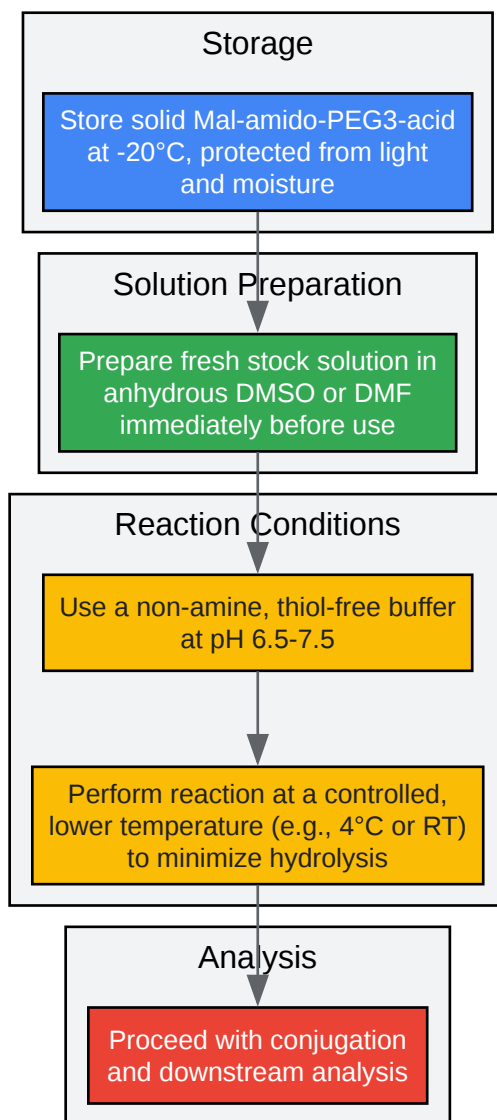 Storage
Store solid Mal-amido-PEG3-acid
at -20°C, protected from light
and moisture
Solution Preparation
Prepare fresh stock solution in
anhydrous DMSO or DMF
immediately before use
Reaction Conditions
Use a non-amine, thiol-free buffer
at pH 6.5-7.5
Perform reaction at a controlled,
lower temperature (e.g., 4°C or RT)
to minimize hydrolysis
Analysis
Proceed with conjugation
and downstream analysis